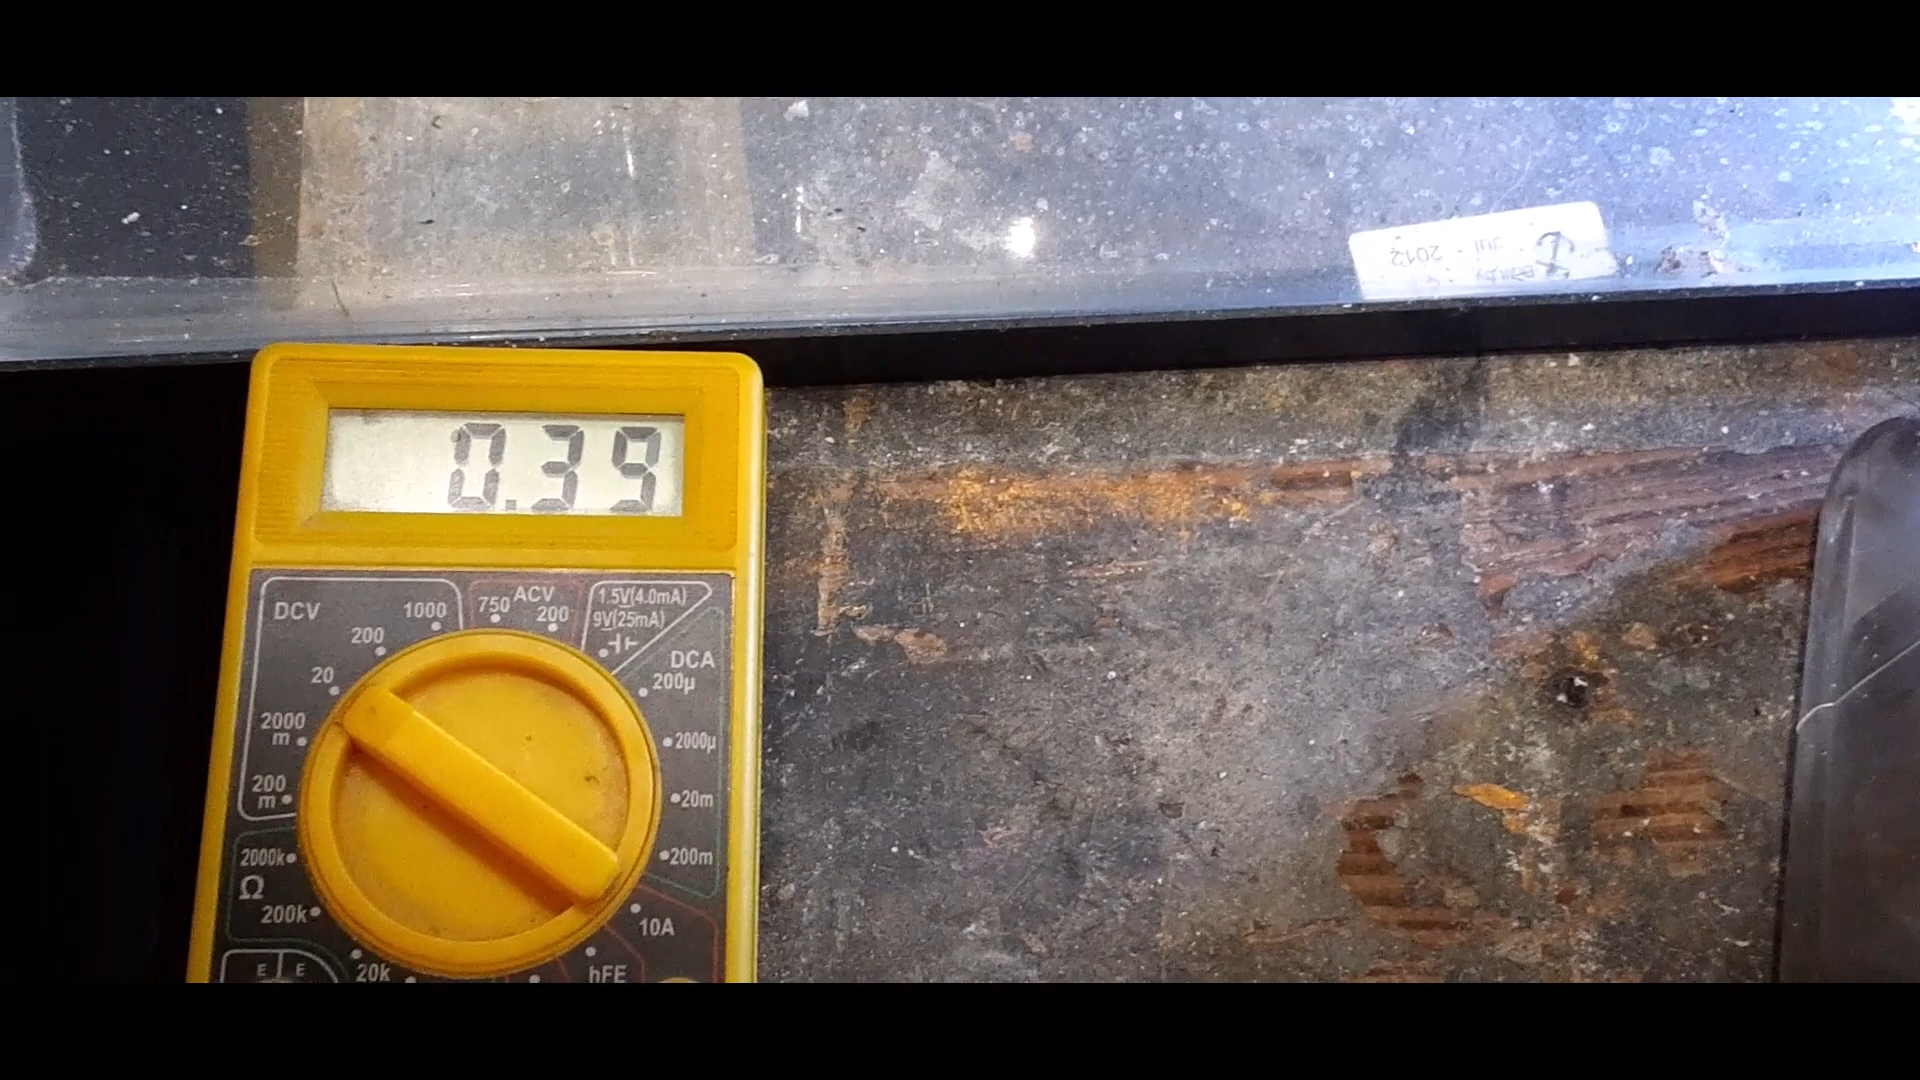 Jul - 2012
0.39
DCV
1000
750
ACV
200
1.5V(4.0mA)
9V(25mA)
200
DCA
20
200µ
2000
m
2000µ
200
m
20m
2000k
200m
Ω
200k
10A
E E
20k
hFE